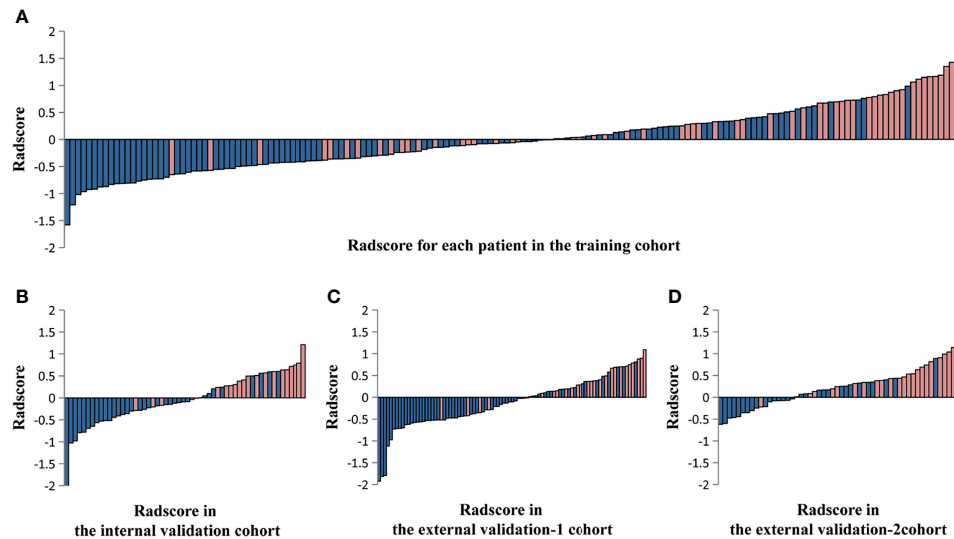 A
2
1.5
1
0.5
0
-0.5
-1
-1.5
-2
Radscore
Radscore for each patient in the training cohort
B
2
1.5
1
0.5
0
-0.5
-1
-1.5
-2
Radscore
Radscore in
the internal validation cohort
C
2
1.5
1
0.5
0
-0.5
-1
-1.5
-2
Radscore
Radscore in
the external validation-1 cohort
D
2
1.5
1
0.5
0
-0.5
-1
-1.5
-2
Radscore
Radscore in
the external validation-2cohort